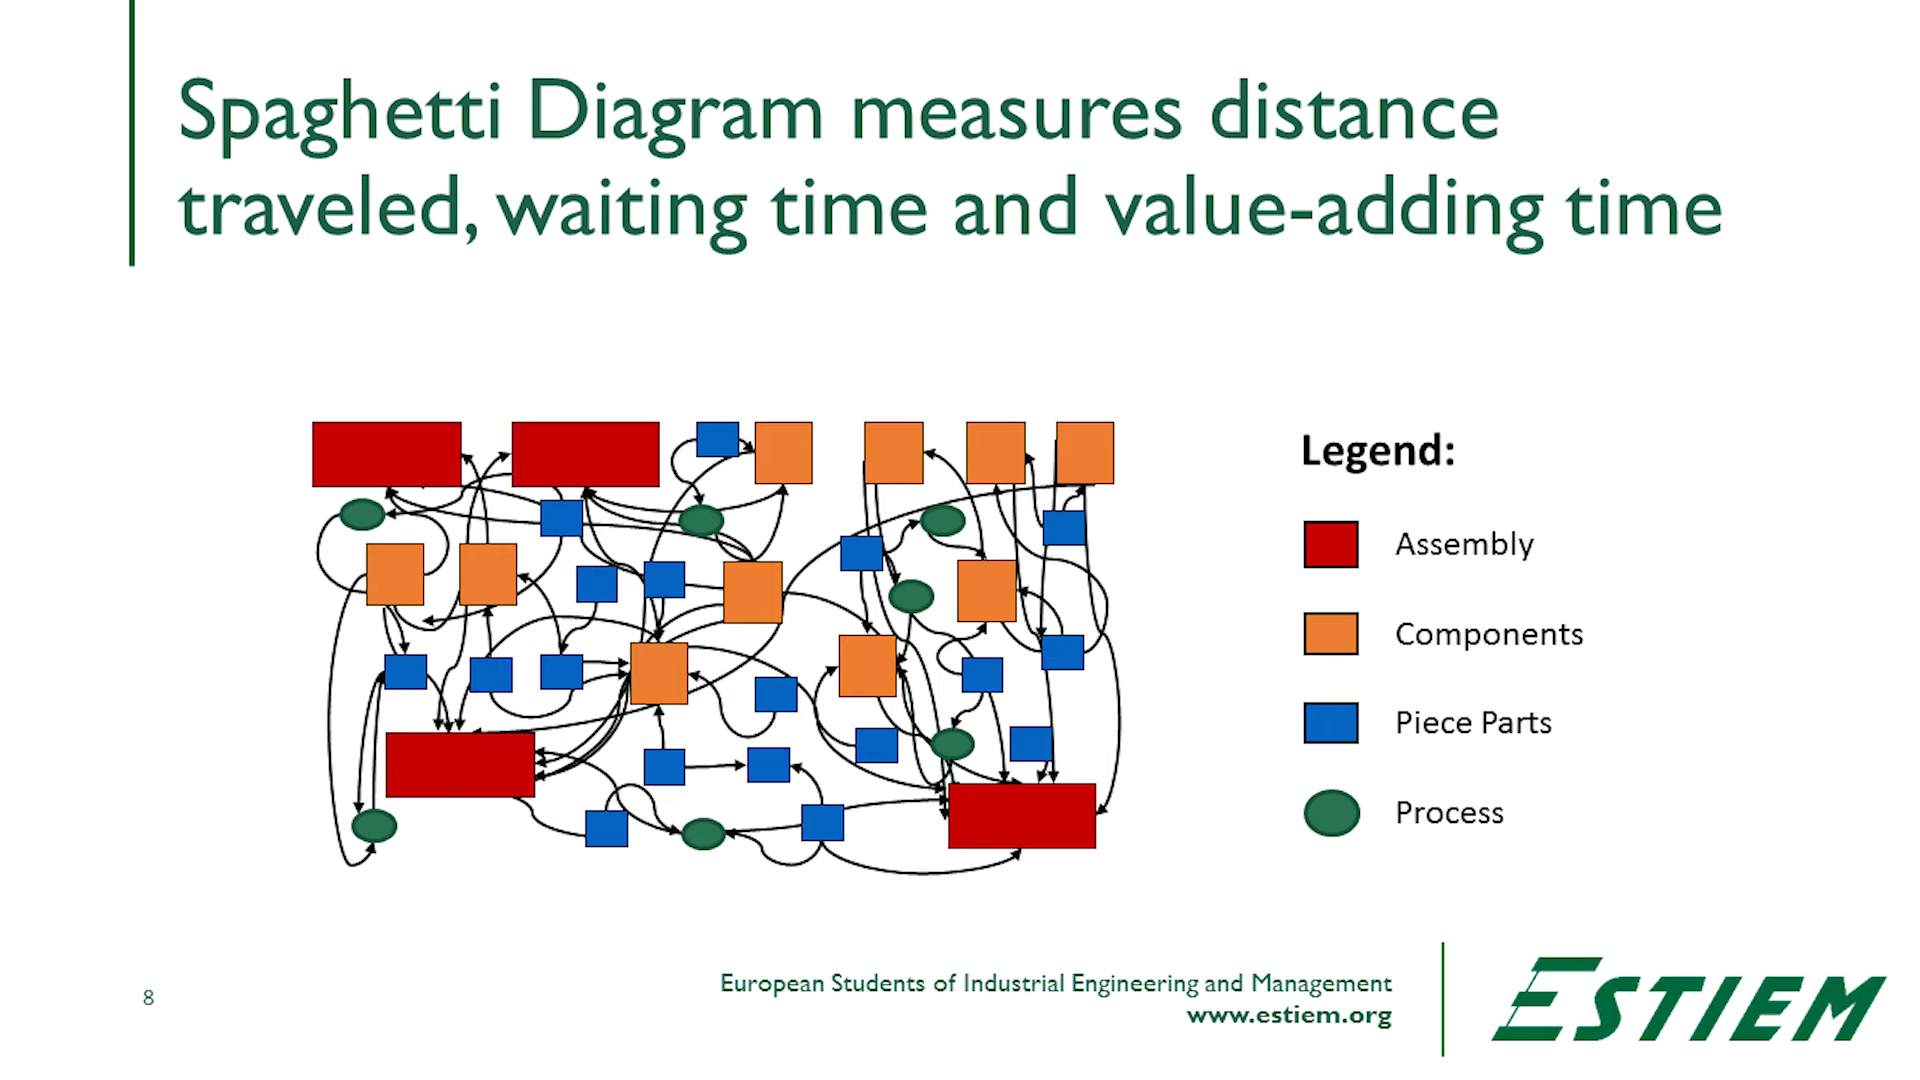 Spaghetti Diagram measures distance
traveled, waiting time and value-adding time
Legend:
Assembly
Components
Piece Parts
Process
8
European Students of Industrial Engineering and Management
www.estiem.org
ESTIEM